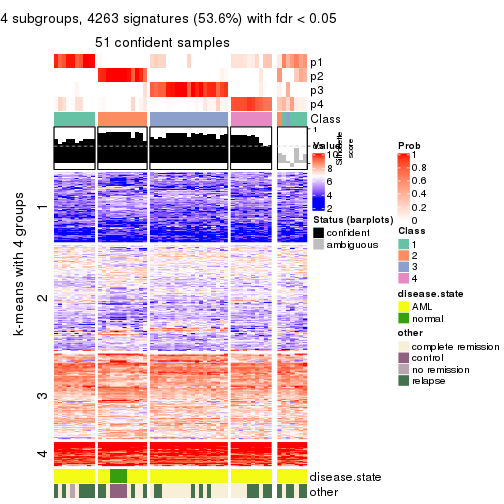 4 subgroups, 4263 signatures (53.6%) with fdr < 0.05
51 confident samples
p1
p2
p3
p4
Class
1
Silhouette
score
Value
10
8
6
4
2
Prob
1
0.8
0.6
0.4
0.2
0
Status (barplots)
confident
ambiguous
Class
1
2
3
4
disease.state
AML
normal
other
complete remission
control
no remission
relapse
k-means with 4 groups
1
2
3
4
disease.state
other